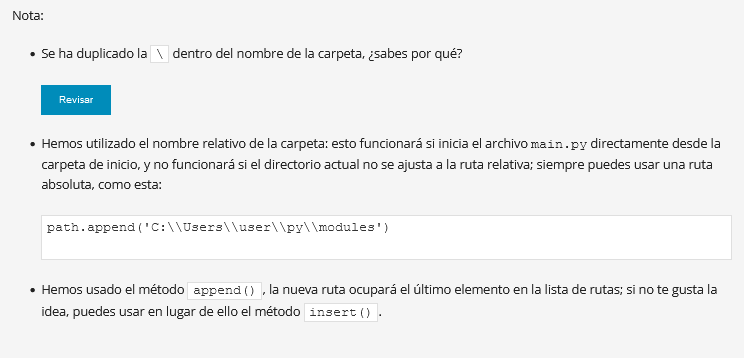 Nota:
• Se ha duplicado la \ dentro del nombre de la carpeta, ¿sabes por qué?
Revisar
• Hemos utilizado el nombre relativo de la carpeta: esto funcionará si inicia el archivo main.py directamente desde la
carpeta de inicio, y no funcionará si el directorio actual no se ajusta a la ruta relativa; siempre puedes usar una ruta
absoluta, como esta:
path.append('C:\\Users\\user\\py\\modules')
• Hemos usado el método append(), la nueva ruta ocupará el último elemento en la lista de rutas; si no te gusta la
idea, puedes usar en lugar de ello el método insert().